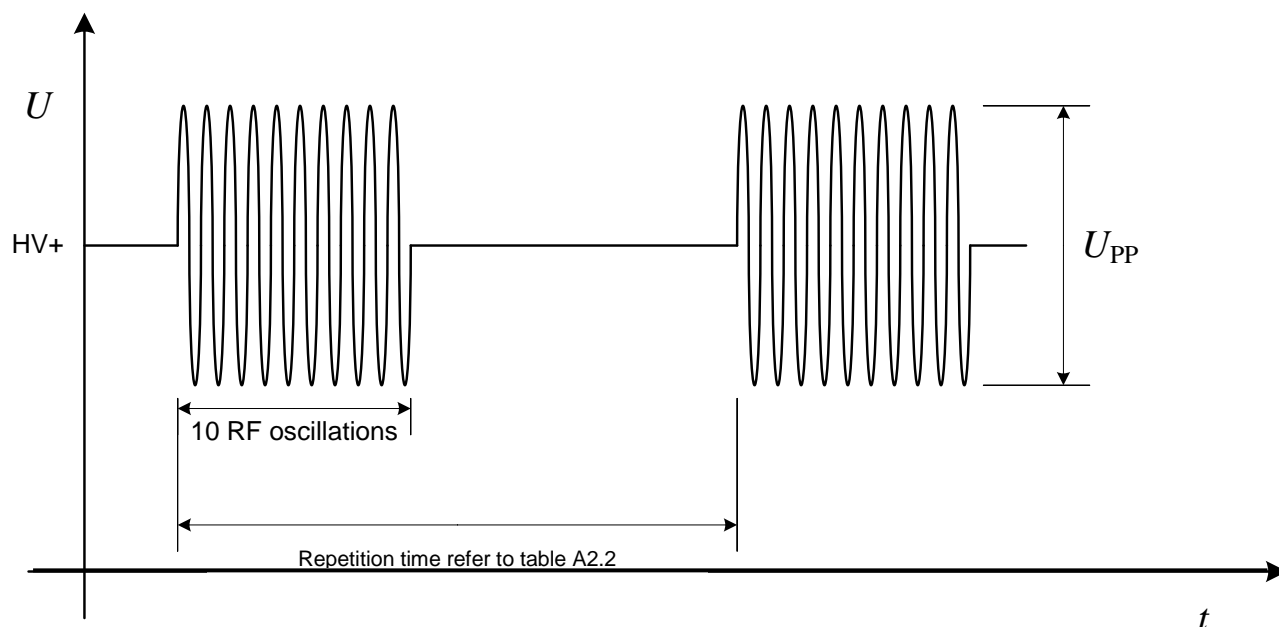 U
HV+
U_PP
10 RF oscillations
Repetition time refer to table A2.2
t